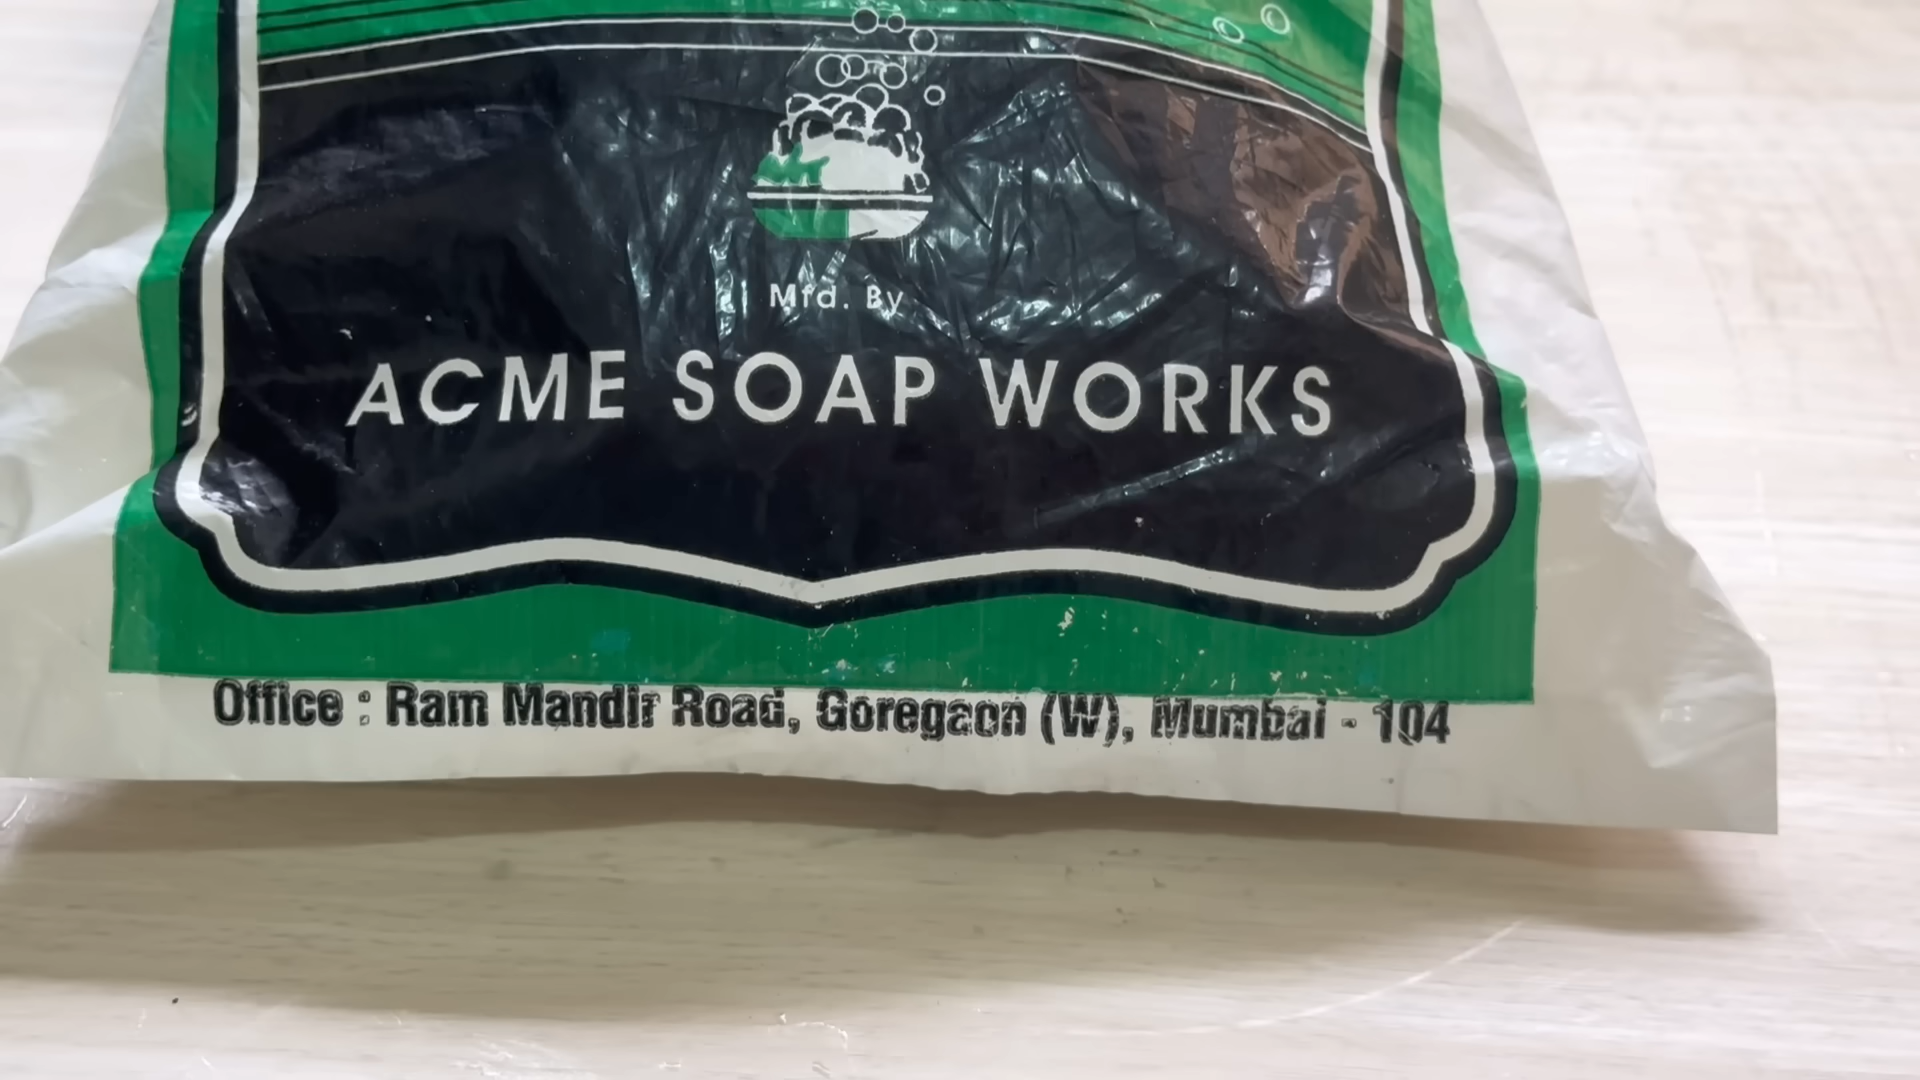 Mfd. By
ACME SOAP WORKS
Office : Ram Mandir Road, Goregaon (W), Mumbai - 104